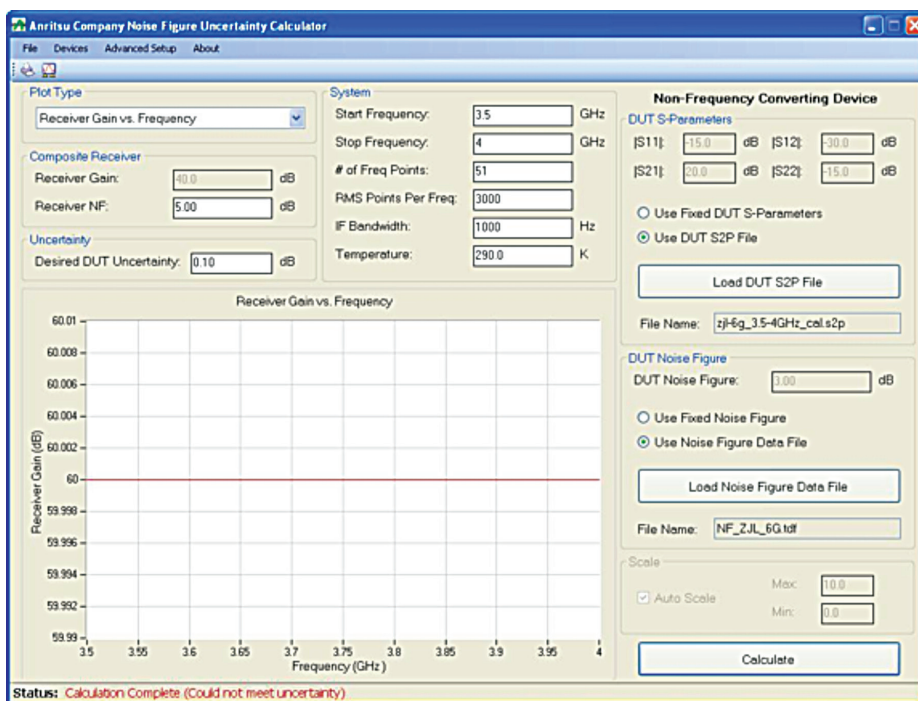 Anritsu Company Noise Figure Uncertainty Calculator
File Devices Advanced Setup About
Plot Type
Receiver Gain vs. Frequency
Composite Receiver
Receiver Gain: 40.0 dB
Receiver NF: 5.00 dB
Uncertainty
Desired DUT Uncertainty: 0.10 dB
System
Start Frequency: 3.5 GHz
Stop Frequency: 4 GHz
# of Freq Points: 51
RMS Points Per Freq: 3000
IF Bandwidth: 1000 Hz
Temperature: 290.0 K
Non-Frequency Converting Device
DUT S-Parameters
|S11|: -15.0 dB |S12|: -30.0 dB
|S21|: 20.0 dB |S22|: -15.0 dB
Use Fixed DUT S-Parameters
Use DUT S2P File
Load DUT S2P File
File Name: zjl-6g_3.5-4GHz_cal.s2p
DUT Noise Figure
DUT Noise Figure: 3.00 dB
Use Fixed Noise Figure
Use Noise Figure Data File
Load Noise Figure Data File
File Name: NF_ZJL_6G.tdf
Scale
Auto Scale
Max: 10.0
Min: 0.0
Calculate
Receiver Gain vs. Frequency
Receiver Gain (dB)
60.01
60.008
60.006
60.004
60.002
60
59.998
59.996
59.994
59.992
59.99
3.5 3.55 3.6 3.65 3.7 3.75 3.8 3.85 3.9 3.95 4
Frequency (GHz)
Status: Calculation Complete (Could not meet uncertainty)